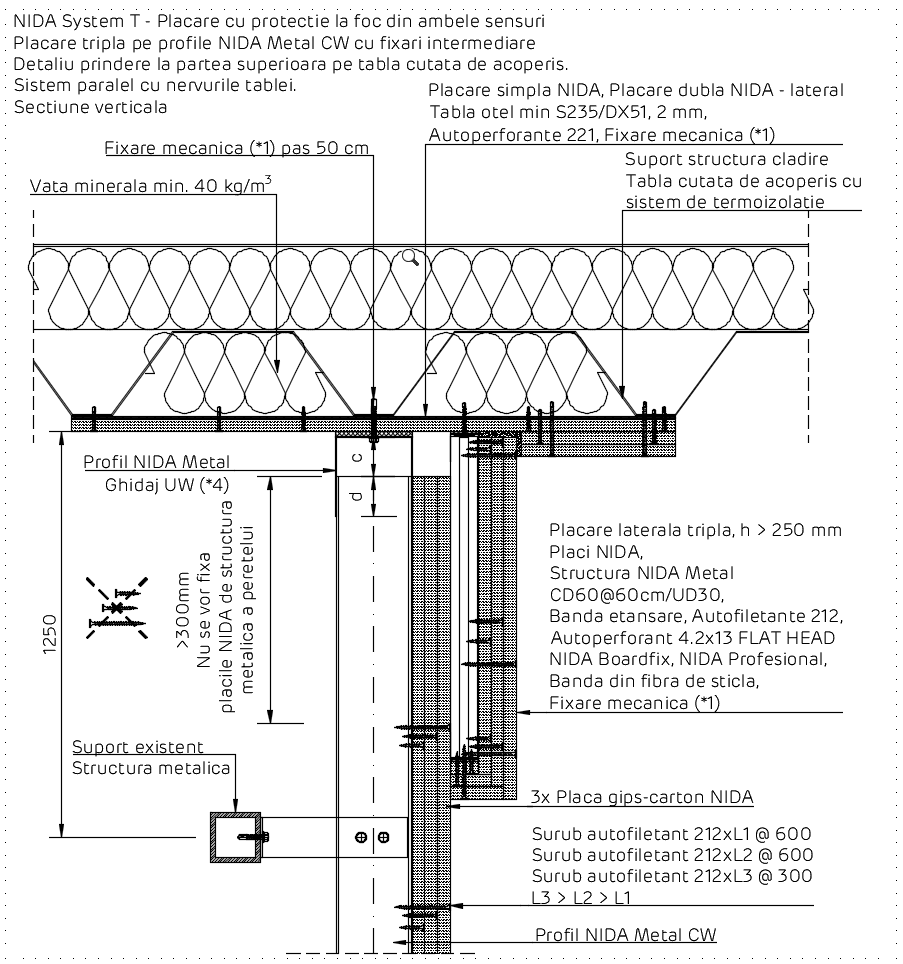 NIDA System T - Placare cu protectie la foc din ambele sensuri
Placare tripla pe profile NIDA Metal CW cu fixari intermediare
Detaliu prindere la partea superioara pe tabla cutata de acoperis.
Sistem paralel cu nervurile tablei.
Sectiune verticala
Placare simpla NIDA, Placare dubla NIDA - lateral
Tabla otel min S235/DX51, 2 mm,
Autoperforante 221, Fixare mecanica (*1)
Fixare mecanica (*1) pas 50 cm
Suport structura cladire
Tabla cutata de acoperis cu
sistem de termoizolatie
Vata minerala min. 40 kg/m³
Profil NIDA Metal
Ghidaj UW (*4)
c
d
>300mm
Nu se vor fixa
placile NIDA de structura
metalica a peretelui
1250
Placare laterala tripla, h > 250 mm
Placi NIDA,
Structura NIDA Metal
CD60@60cm/UD30,
Banda etansare, Autofiletante 212,
Autoperforant 4.2x13 FLAT HEAD
NIDA Boardfix, NIDA Profesional,
Banda din fibra de sticla,
Fixare mecanica (*1)
Suport existent
Structura metalica
3x Placa gips-carton NIDA
Surub autofiletant 212xL1 @ 600
Surub autofiletant 212xL2 @ 600
Surub autofiletant 212xL3 @ 300
L3 > L2 > L1
Profil NIDA Metal CW